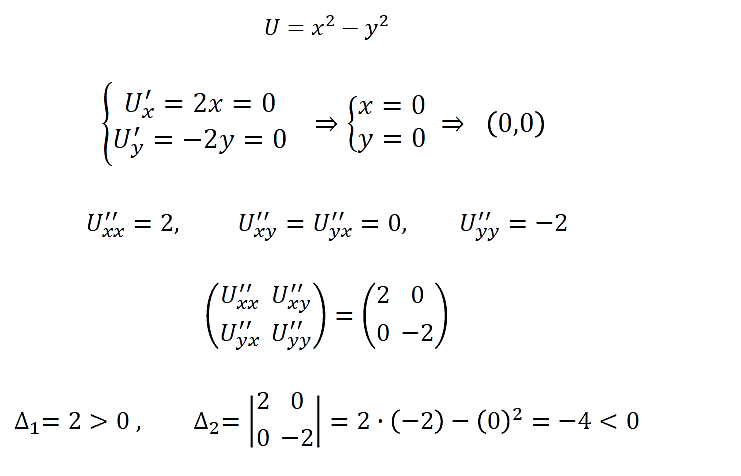 U = x² − y²
{U′ₓ = 2x = 0
{U′ᵧ = −2y = 0 ⇒ {x = 0
{y = 0 ⇒ (0,0)
U″ₓₓ = 2, U″ₓᵧ = U″ᵧₓ = 0, U″ᵧᵧ = −2
(U″ₓₓ U″ₓᵧ
U″ᵧₓ U″ᵧᵧ) = (2 0
0 −2)
Δ₁= 2 > 0 , Δ₂= |2 0
0 −2| = 2 · (−2) − (0)² = −4 < 0